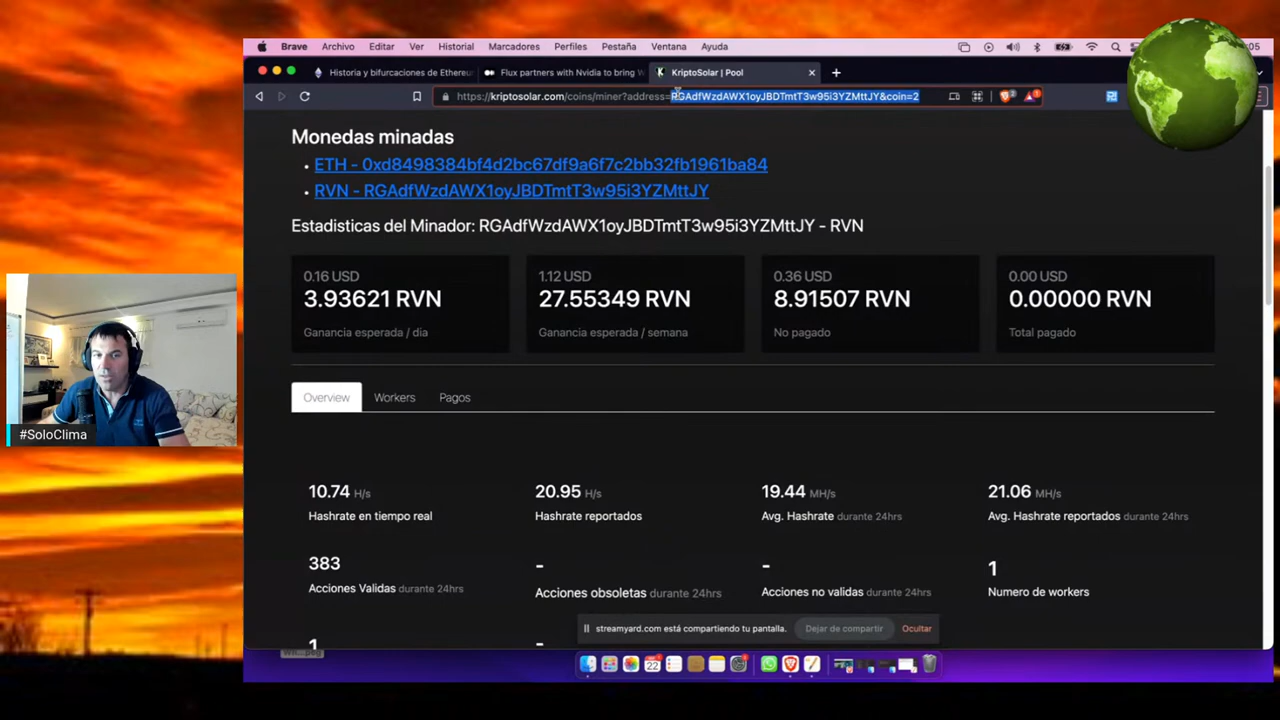 Brave Archivo Editar Ver Historial Marcadores Perfiles Pestaña Ventana Ayuda
:05
Historia y bifurcaciones de Ethereu
Flux partners with Nvidia to bring W
KriptoSolar | Pool
https://kriptosolar.com/coins/miner?address=RGAdfWzdAWX1oyJBDTmtT3w95i3YZMttJY&coin=2
Monedas minadas
• ETH - 0xd8498384bf4d2bc67df9a6f7c2bb32fb1961ba84
• RVN - RGAdfWzdAWX1oyJBDTmtT3w95i3YZMttJY
Estadisticas del Minador: RGAdfWzdAWX1oyJBDTmtT3w95i3YZMttJY - RVN
0.16 USD
3.93621 RVN
Ganancia esperada / dia
1.12 USD
27.55349 RVN
Ganancia esperada / semana
0.36 USD
8.91507 RVN
No pagado
0.00 USD
0.00000 RVN
Total pagado
Overview Workers Pagos
10.74 H/s
Hashrate en tiempo real
20.95 H/s
Hashrate reportados
19.44 MH/s
Avg. Hashrate durante 24hrs
21.06 MH/s
Avg. Hashrate reportados durante 24hrs
383
Acciones Validas durante 24hrs
-
Acciones obsoletas durante 24hrs
-
Acciones no validas durante 24hrs
1
Numero de workers
1
-
streamyard.com está compartiendo tu pantalla. Dejar de compartir Ocultar
22
#SoloClima